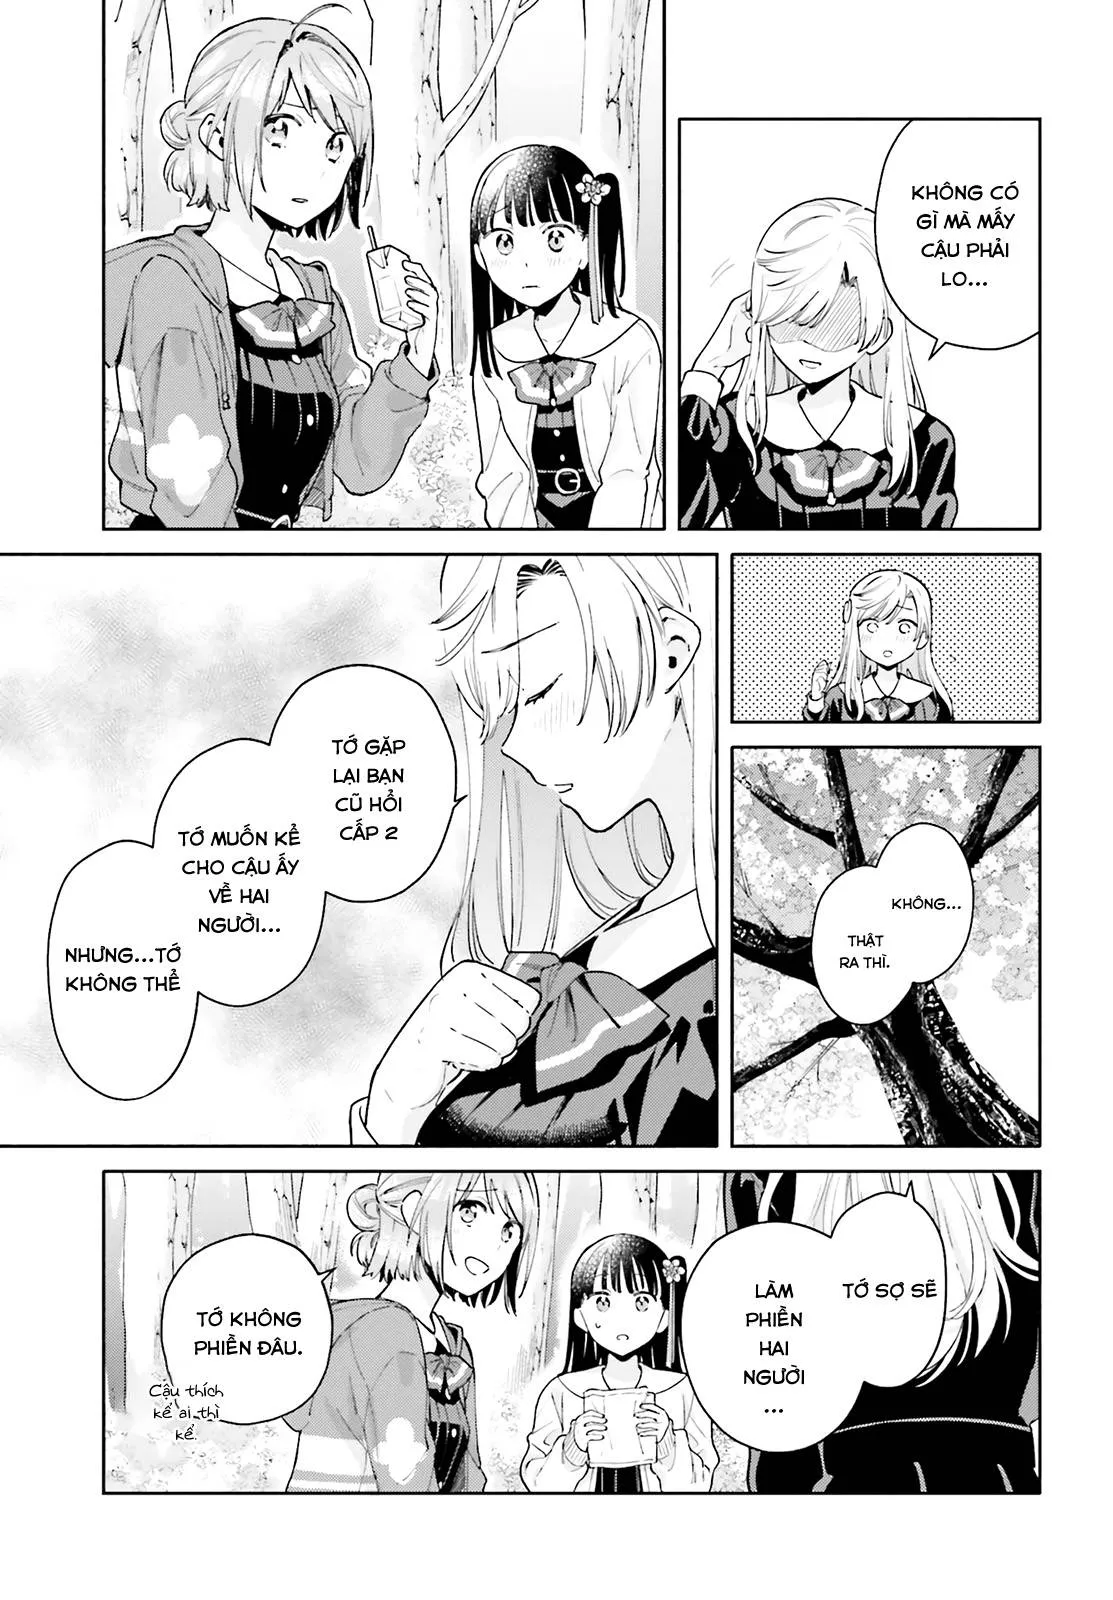 KHÔNG CÓ
GÌ MÀ MẤY
CẬU PHẢI
LO...
KHÔNG...
THẬT
RA THÌ.
TỚ GẶP
LẠI BẠN
CŨ HỒI
CẤP 2
TỚ MUỐN KỂ
CHO CẬU ẤY
VỀ HAI
NGƯỜI...
NHƯNG...TỚ
KHÔNG THỂ
TỚ SỢ SẼ
LÀM
PHIỀN
HAI
NGƯỜI
...
TỚ KHÔNG
PHIỀN ĐÂU.
Cậu thích
kể ai thì
kể.